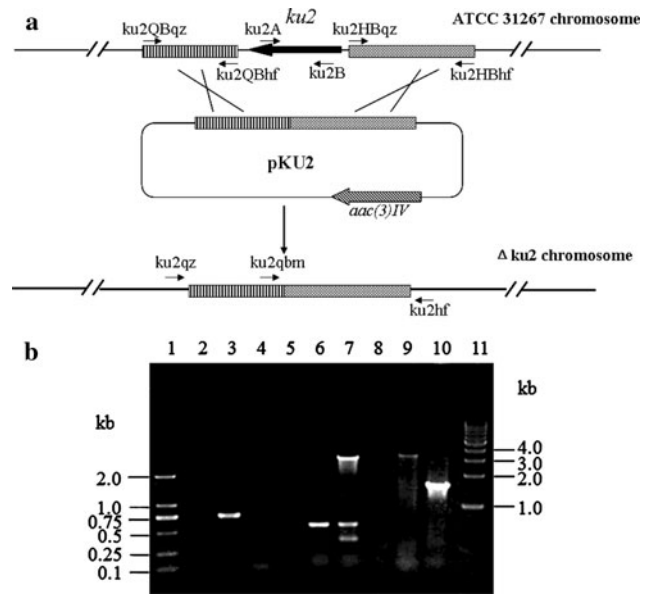 a
ku2
ku2QBqz ku2A ku2HBqz ATCC 31267 chromosome
ku2QBhf ku2B ku2HBhf
pKU2
aac(3)IV
Δ ku2 chromosome
ku2qz ku2qbm
ku2hf
b
1 2 3 4 5 6 7 8 9 10 11
kb kb
4.0
3.0
2.0 2.0
1.0 1.0
0.75
0.5
0.25
0.1